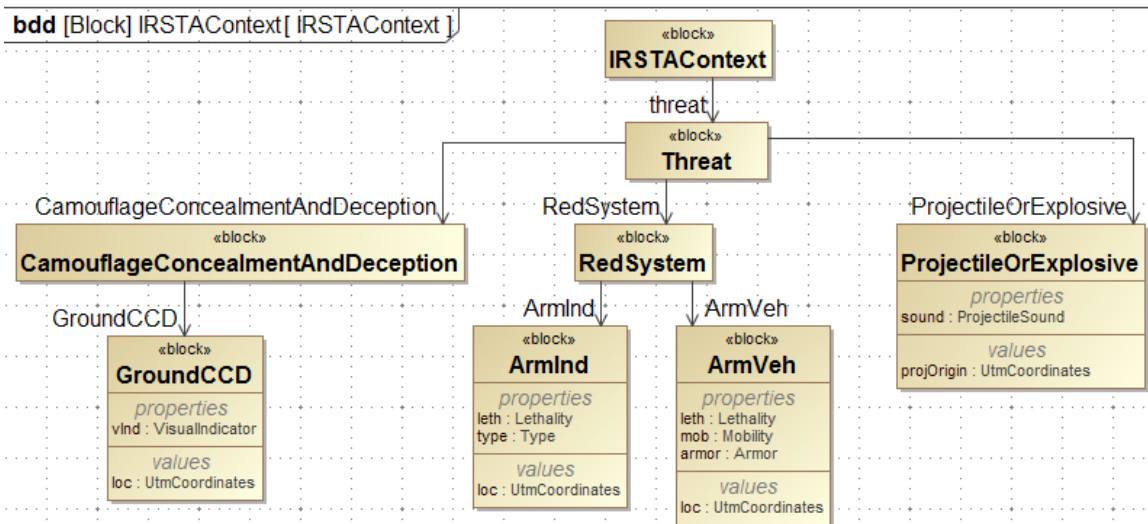 bdd [Block] IRSTAContext[ IRSTAContext ]
«block»
IRSTAContext
threat
«block»
Threat
CamouflageConcealmentAndDeception
«block»
CamouflageConcealmentAndDeception
RedSystem
«block»
RedSystem
ProjectileOrExplosive
«block»
ProjectileOrExplosive
properties
sound : ProjectileSound
values
projOrigin : UtmCoordinates
GroundCCD
«block»
GroundCCD
properties
vInd : VisualIndicator
values
loc : UtmCoordinates
ArmInd
«block»
ArmInd
properties
leth : Lethality
type : Type
values
loc : UtmCoordinates
ArmVeh
«block»
ArmVeh
properties
leth : Lethality
mob : Mobility
armor : Armor
values
loc : UtmCoordinates